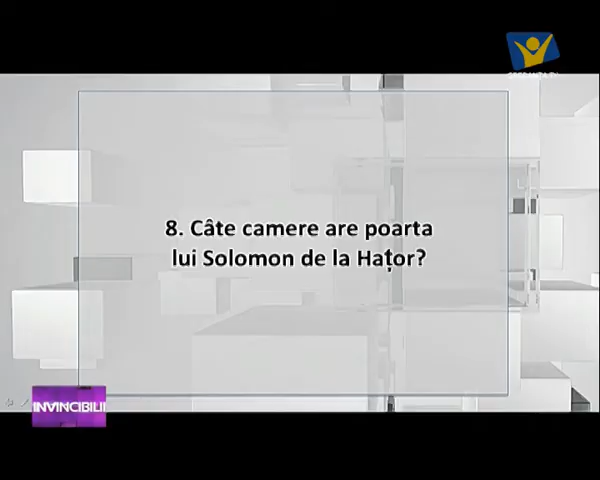 8. Câte camere are poarta
lui Solomon de la Hațor?
INVINCIBILII